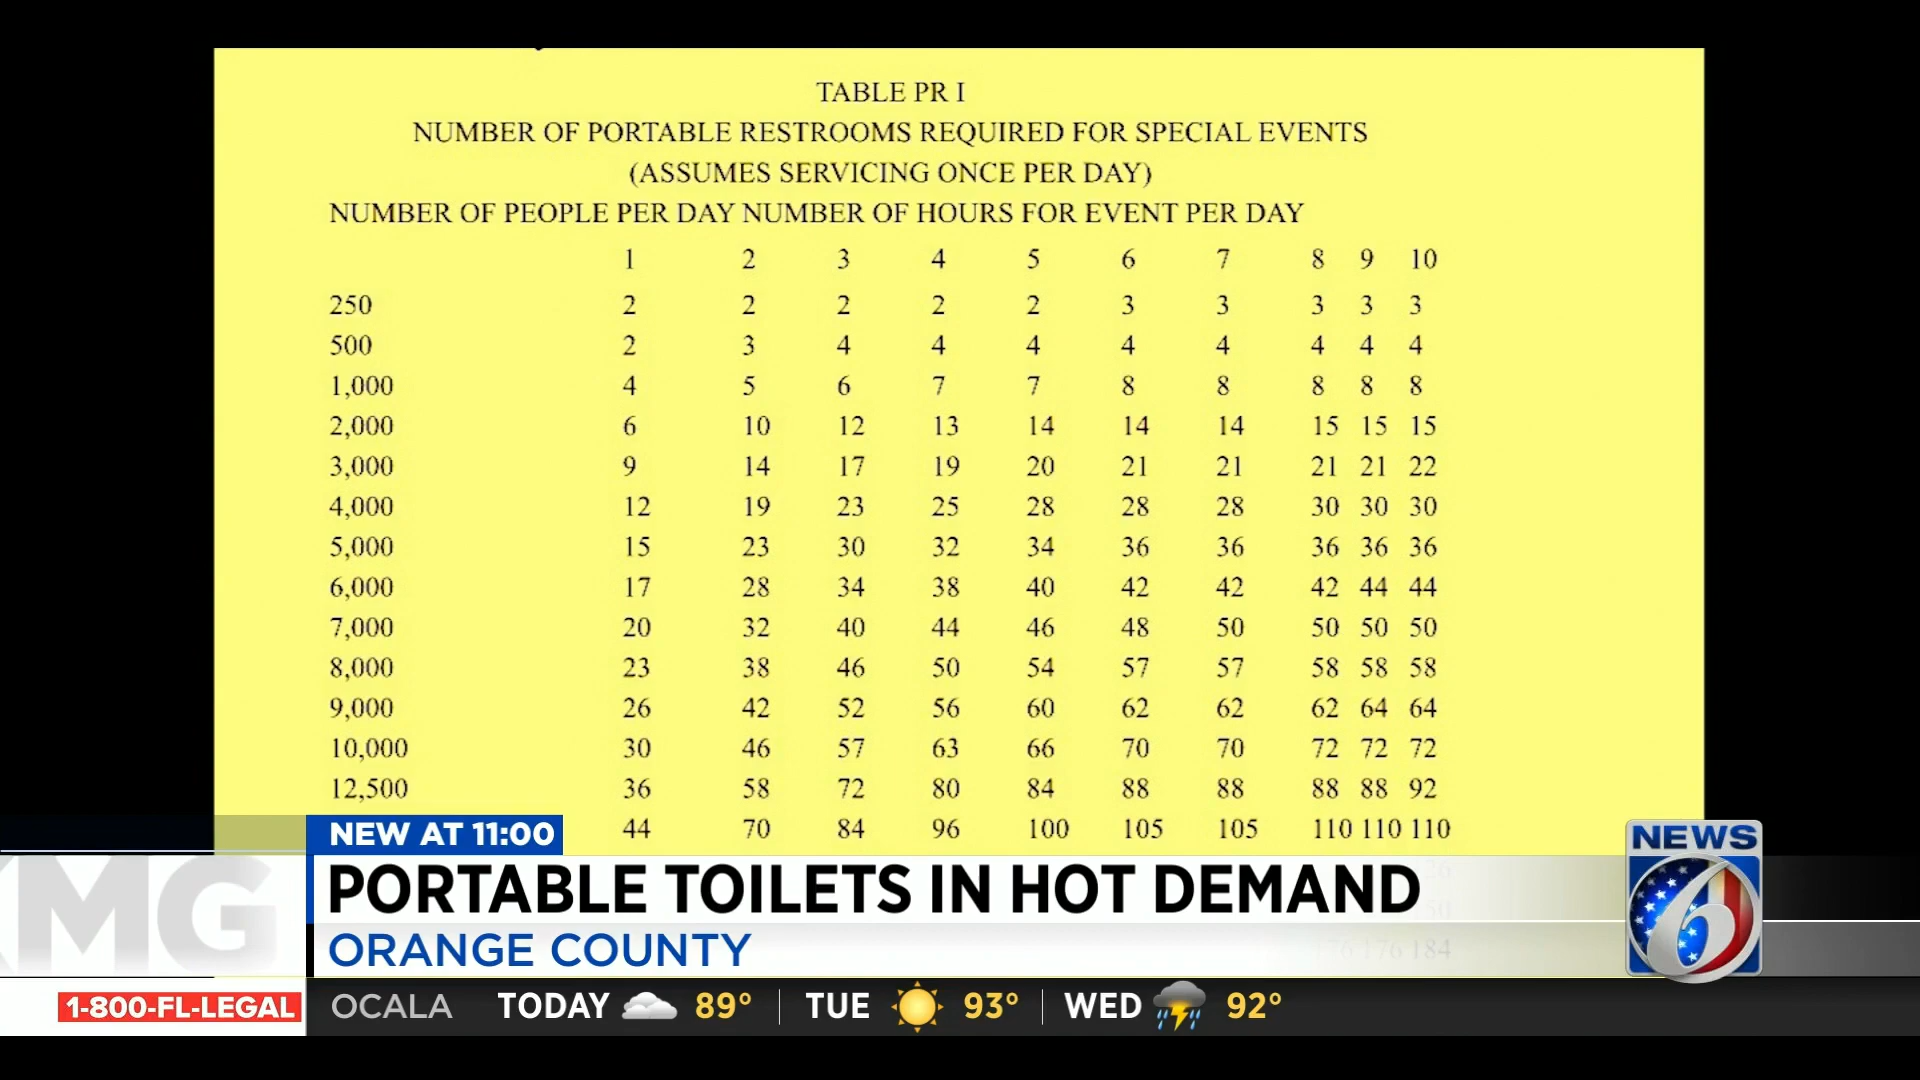 TABLE PR I
NUMBER OF PORTABLE RESTROOMS REQUIRED FOR SPECIAL EVENTS
(ASSUMES SERVICING ONCE PER DAY)
NUMBER OF PEOPLE PER DAY NUMBER OF HOURS FOR EVENT PER DAY
1 2 3 4 5 6 7 8 9 10
250 2 2 2 2 2 3 3 3 3 3
500 2 3 4 4 4 4 4 4 4 4
1,000 4 5 6 7 7 8 8 8 8 8
2,000 6 10 12 13 14 14 14 15 15 15
3,000 9 14 17 19 20 21 21 21 21 22
4,000 12 19 23 25 28 28 28 30 30 30
5,000 15 23 30 32 34 36 36 36 36 36
6,000 17 28 34 38 40 42 42 42 44 44
7,000 20 32 40 44 46 48 50 50 50 50
8,000 23 38 46 50 54 57 57 58 58 58
9,000 26 42 52 56 60 62 62 62 64 64
10,000 30 46 57 63 66 70 70 72 72 72
12,500 36 58 72 80 84 88 88 88 88 92
44 70 84 96 100 105 105 110 110 110
NEW AT 11:00
PORTABLE TOILETS IN HOT DEMAND
ORANGE COUNTY
NEWS
6
KMG
1-800-FL-LEGAL
OCALA TODAY 89° TUE 93° WED 92°